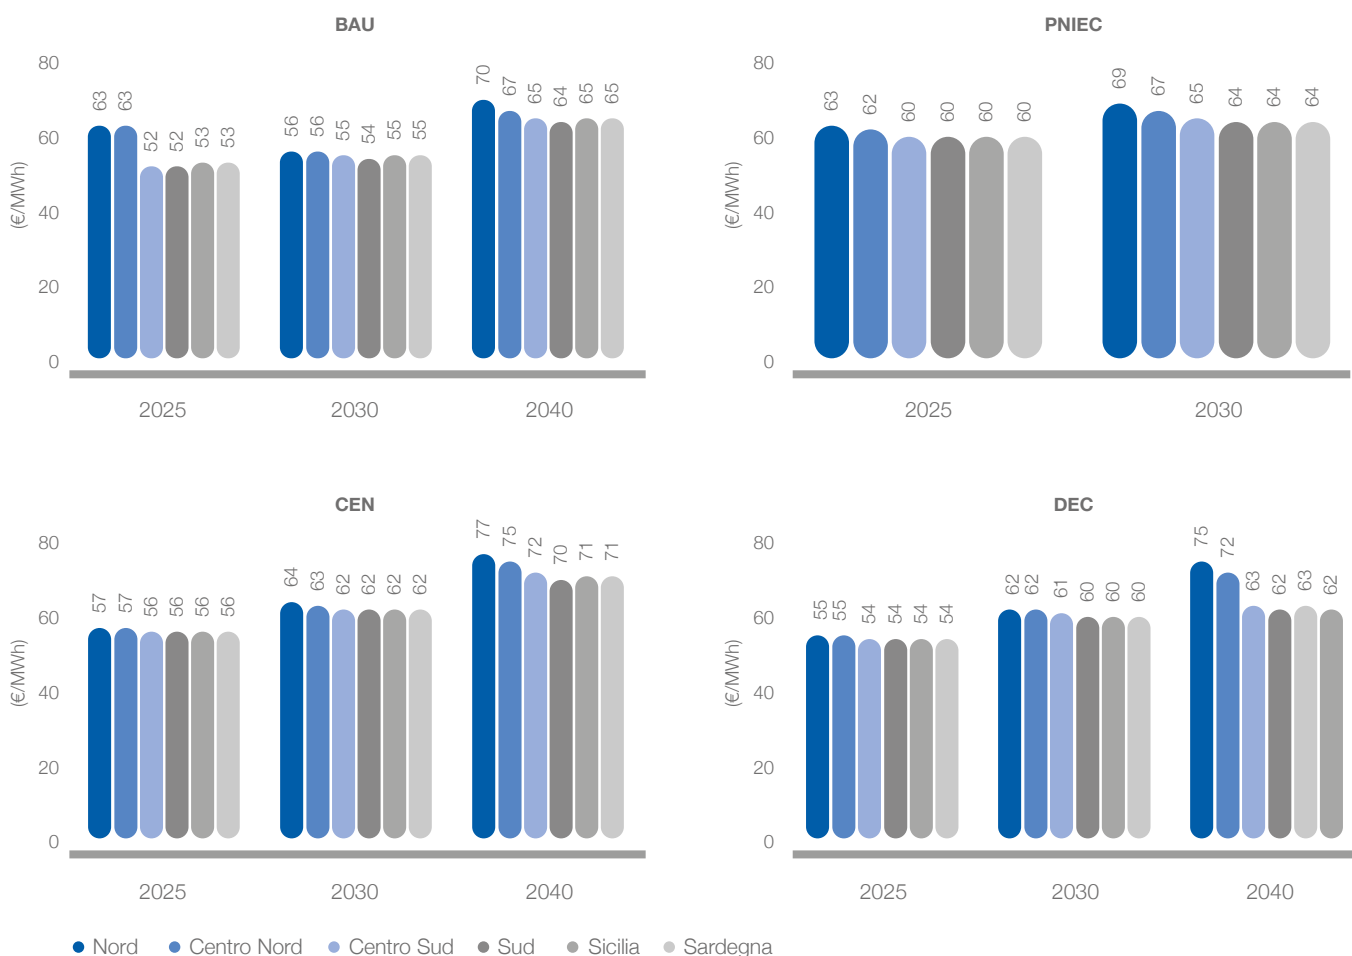 BAU
PNIEC
80
60
40
20
0
(€/MWh)
63 63 52 52 53 53
56 56 55 54 55 55
70 67 65 64 65 65
2025 2030 2040
80
60
40
20
0
(€/MWh)
63 62 60 60 60 60
69 67 65 64 64 64
2025 2030
CEN
DEC
80
60
40
20
0
(€/MWh)
57 57 56 56 56 56
64 63 62 62 62 62
77 75 72 70 71 71
2025 2030 2040
80
60
40
20
0
(€/MWh)
55 55 54 54 54 54
62 62 61 60 60 60
75 72 63 62 63 62
2025 2030 2040
Nord Centro Nord Centro Sud Sud Sicilia Sardegna